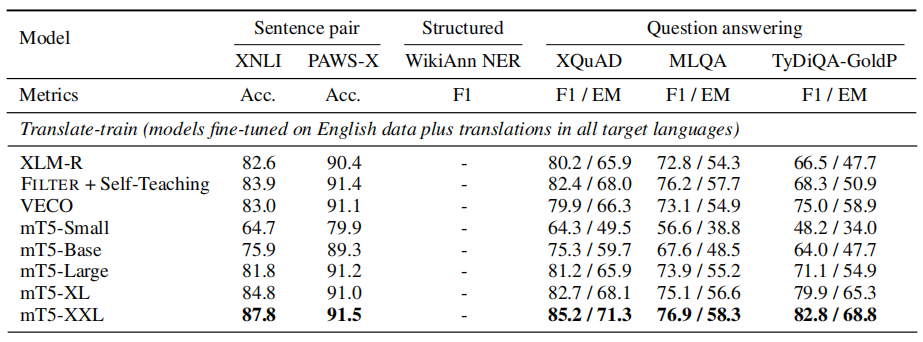 Model Sentence pair Structured Question answering
XNLI PAWS-X WikiAnn NER XQuAD MLQA TyDiQA-GoldP
Metrics Acc. Acc. F1 F1 / EM F1 / EM F1 / EM
Translate-train (models fine-tuned on English data plus translations in all target languages)
XLM-R 82.6 90.4 - 80.2 / 65.9 72.8 / 54.3 66.5 / 47.7
FILTER + Self-Teaching 83.9 91.4 - 82.4 / 68.0 76.2 / 57.7 68.3 / 50.9
VECO 83.0 91.1 - 79.9 / 66.3 73.1 / 54.9 75.0 / 58.9
mT5-Small 64.7 79.9 - 64.3 / 49.5 56.6 / 38.8 48.2 / 34.0
mT5-Base 75.9 89.3 - 75.3 / 59.7 67.6 / 48.5 64.0 / 47.7
mT5-Large 81.8 91.2 - 81.2 / 65.9 73.9 / 55.2 71.1 / 54.9
mT5-XL 84.8 91.0 - 82.7 / 68.1 75.1 / 56.6 79.9 / 65.3
mT5-XXL 87.8 91.5 - 85.2 / 71.3 76.9 / 58.3 82.8 / 68.8